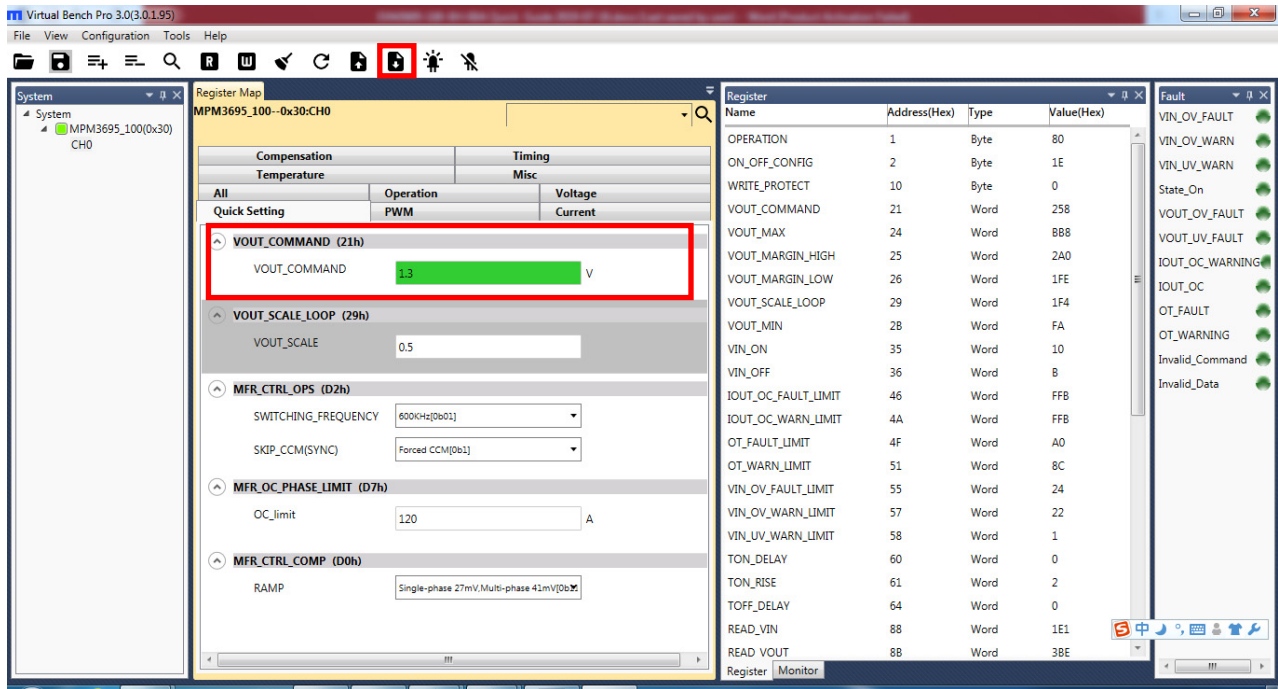 Virtual Bench Pro 3.0(3.0.1.95)
File View Configuration Tools Help
R W
System
System
MPM3695_100(0x30)
CH0
Register Map
MPM3695_100--0x30:CH0
Compensation Timing
Temperature Misc
All Operation Voltage
Quick Setting PWM Current
VOUT_COMMAND (21h)
VOUT_COMMAND 1.3 V
VOUT_SCALE_LOOP (29h)
VOUT_SCALE 0.5
MFR_CTRL_OPS (D2h)
SWITCHING_FREQUENCY 600KHz[0b01]
SKIP_CCM(SYNC) Forced CCM[0b1]
MFR_OC_PHASE_LIMIT (D7h)
OC_limit 120 A
MFR_CTRL_COMP (D0h)
RAMP Single-phase 27mV,Multi-phase 41mV[0b
Register
Name Address(Hex) Type Value(Hex)
OPERATION 1 Byte 80
ON_OFF_CONFIG 2 Byte 1E
WRITE_PROTECT 10 Byte 0
VOUT_COMMAND 21 Word 258
VOUT_MAX 24 Word BB8
VOUT_MARGIN_HIGH 25 Word 2A0
VOUT_MARGIN_LOW 26 Word 1FE
VOUT_SCALE_LOOP 29 Word 1F4
VOUT_MIN 2B Word FA
VIN_ON 35 Word 10
VIN_OFF 36 Word B
IOUT_OC_FAULT_LIMIT 46 Word FFB
IOUT_OC_WARN_LIMIT 4A Word FFB
OT_FAULT_LIMIT 4F Word A0
OT_WARN_LIMIT 51 Word 8C
VIN_OV_FAULT_LIMIT 55 Word 24
VIN_OV_WARN_LIMIT 57 Word 22
VIN_UV_WARN_LIMIT 58 Word 1
TON_DELAY 60 Word 0
TON_RISE 61 Word 2
TOFF_DELAY 64 Word 0
READ_VIN 88 Word 1E1
READ_VOUT 8B Word 3BE
Register Monitor
Fault
VIN_OV_FAULT
VIN_OV_WARN
VIN_UV_WARN
State_On
VOUT_OV_FAULT
VOUT_UV_FAULT
IOUT_OC_WARNING
IOUT_OC
OT_FAULT
OT_WARNING
Invalid_Command
Invalid_Data
S 中